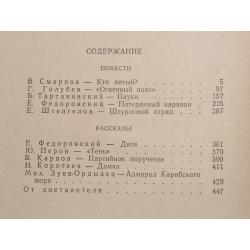 СОДЕРЖАНИЕ
ПОВЕСТИ
В. Смирнов — Кто пятый? 5
Г. Голубев — «Огненный пояс» 97
Б. Тартаковский — Пауки 157
Е. Федоровский — Потерянный караван 225
Е. Штенгелов — Штурмовой отряд 287
РАССКАЗЫ
Е. Федоровский — Двое 361
Ю. Перов — «Тень» 379
В. Карпов — Партийное поручение 390
Н. Коротеев — Дамка 411
Мих. Зуев-Ордынец — Адмирал Карибского
моря 429
От составителя 447